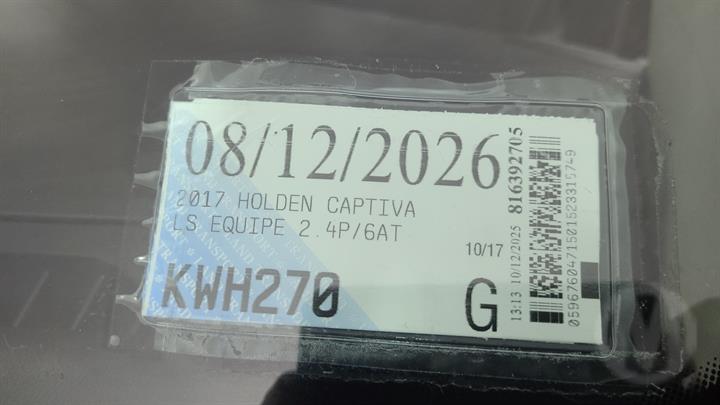 08/12/2026
2017 HOLDEN CAPTIVA
LS EQUIPE 2.4P/6AT
10/17
KWH270
G
13:13 10/12/2025 816392705
0596760471501523315749